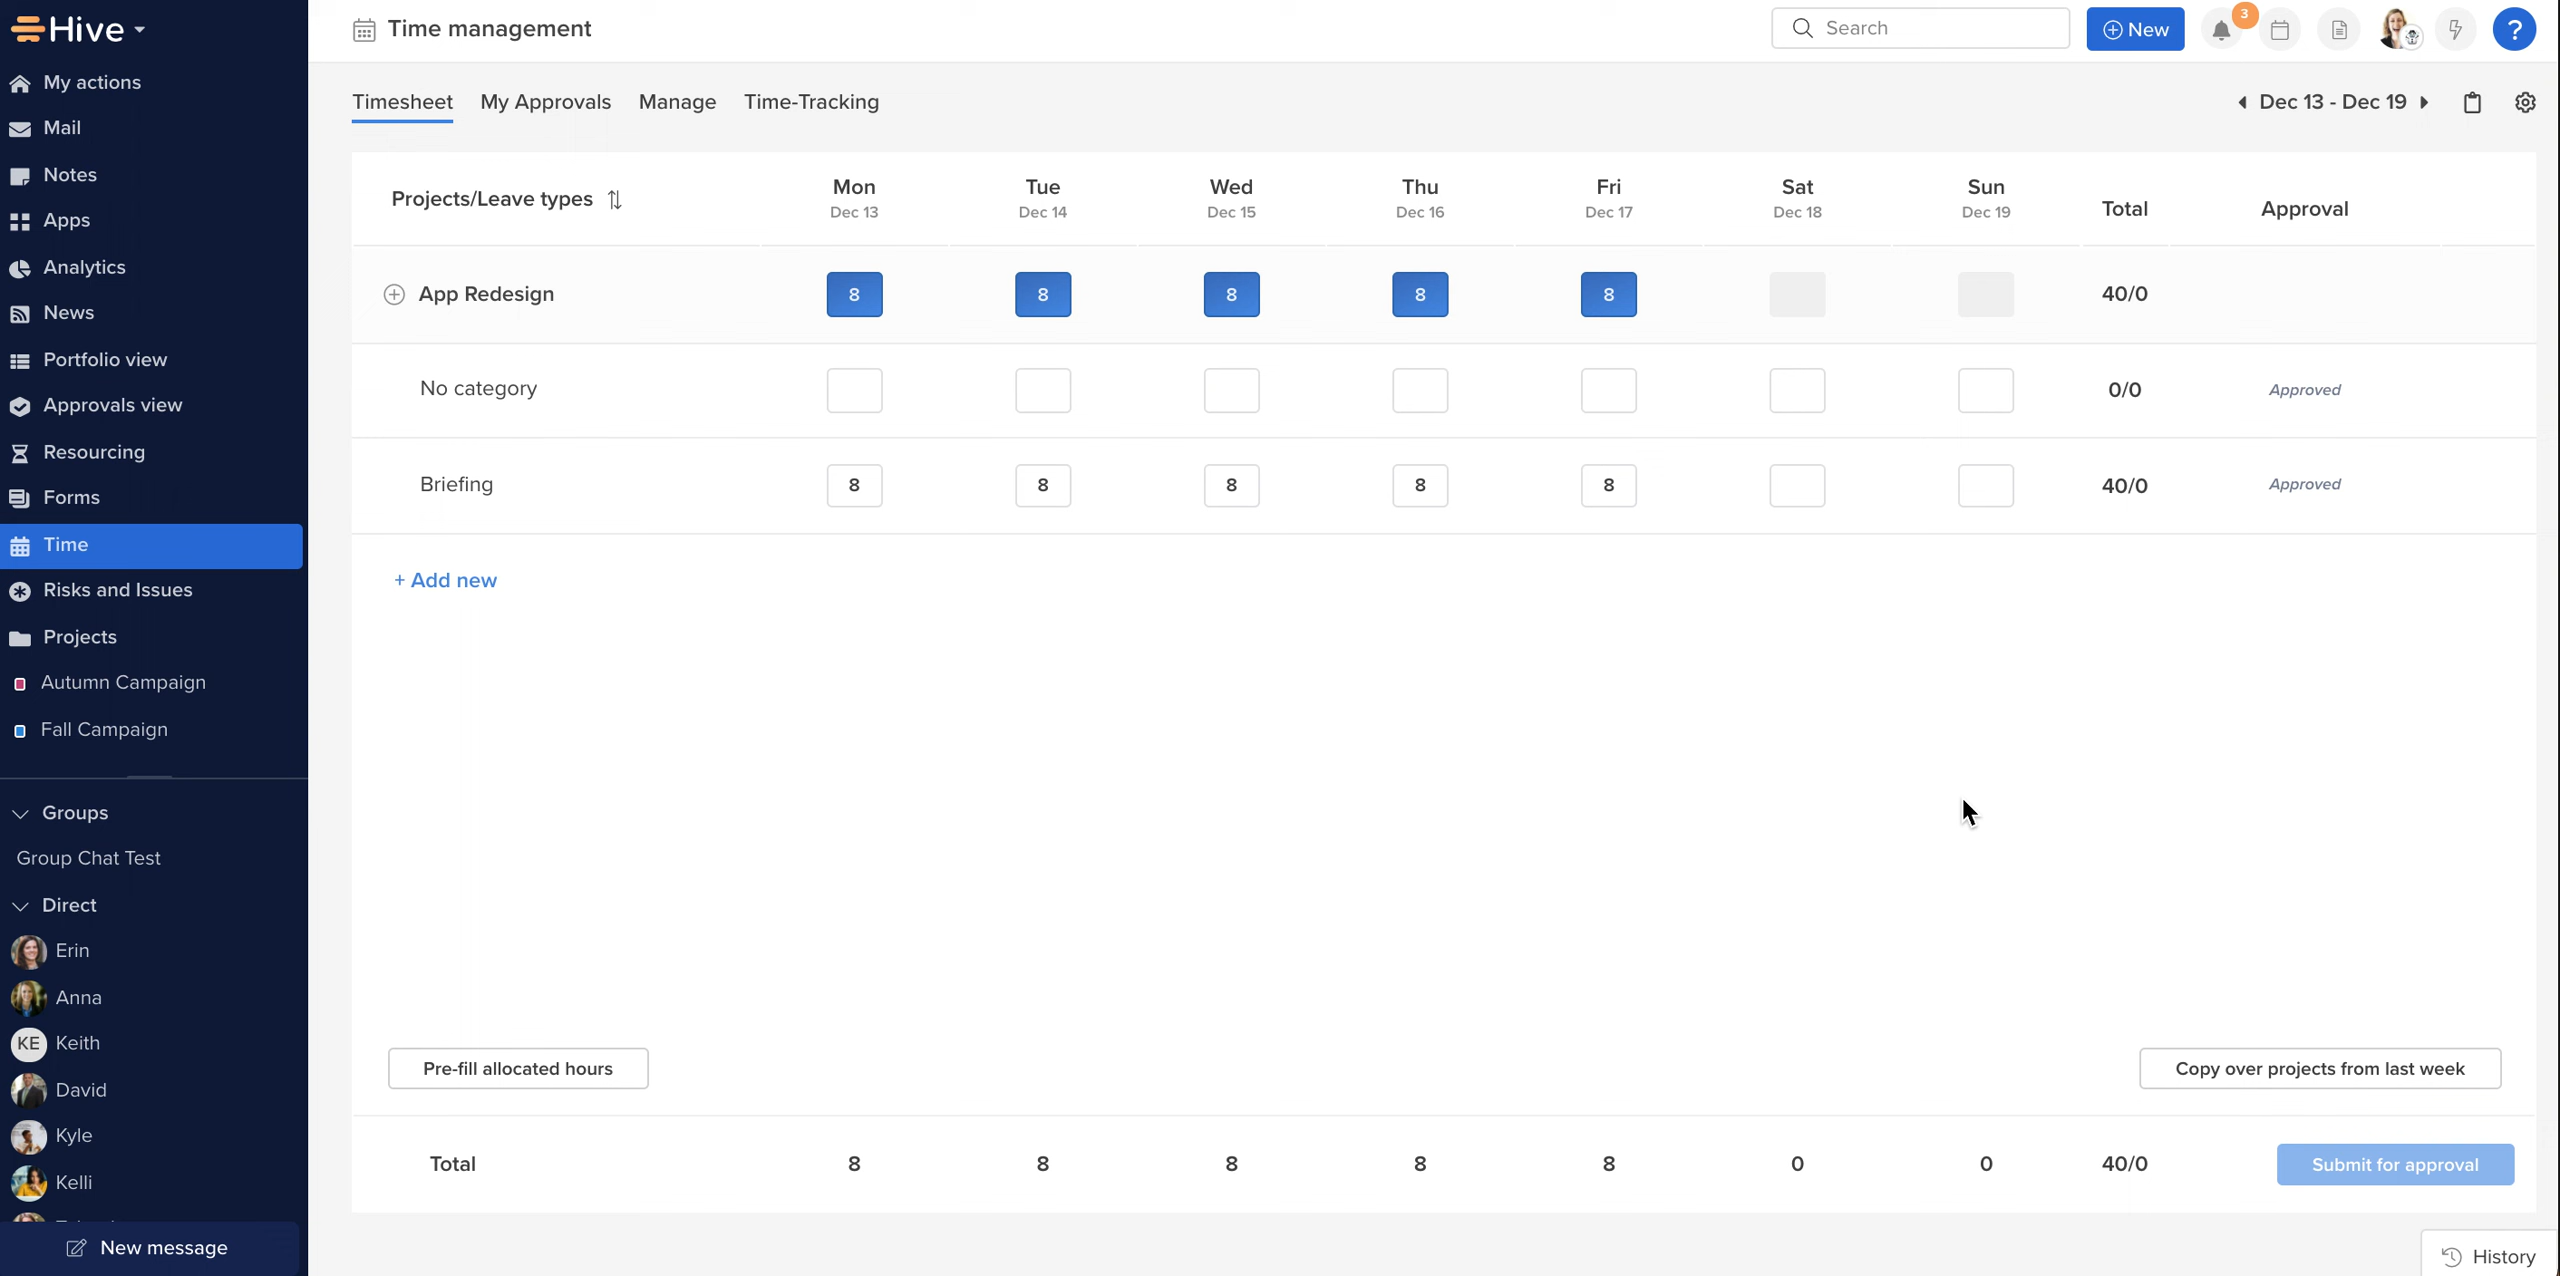 Hive
Time management
Search
New
3
?
My actions
Mail
Notes
Apps
Analytics
News
Portfolio view
Approvals view
Resourcing
Forms
Time
Risks and Issues
Projects
Autumn Campaign
Fall Campaign
Groups
Group Chat Test
Direct
Erin
Anna
KE Keith
David
Kyle
Kelli
New message
Timesheet My Approvals Manage Time-Tracking
Dec 13 - Dec 19
Projects/Leave types Mon Tue Wed Thu Fri Sat Sun Total Approval
Dec 13 Dec 14 Dec 15 Dec 16 Dec 17 Dec 18 Dec 19
App Redesign 8 8 8 8 8 40/0
No category 0/0 Approved
Briefing 8 8 8 8 8 40/0 Approved
+ Add new
Pre-fill allocated hours
Copy over projects from last week
Total 8 8 8 8 8 0 0 40/0 Submit for approval
History